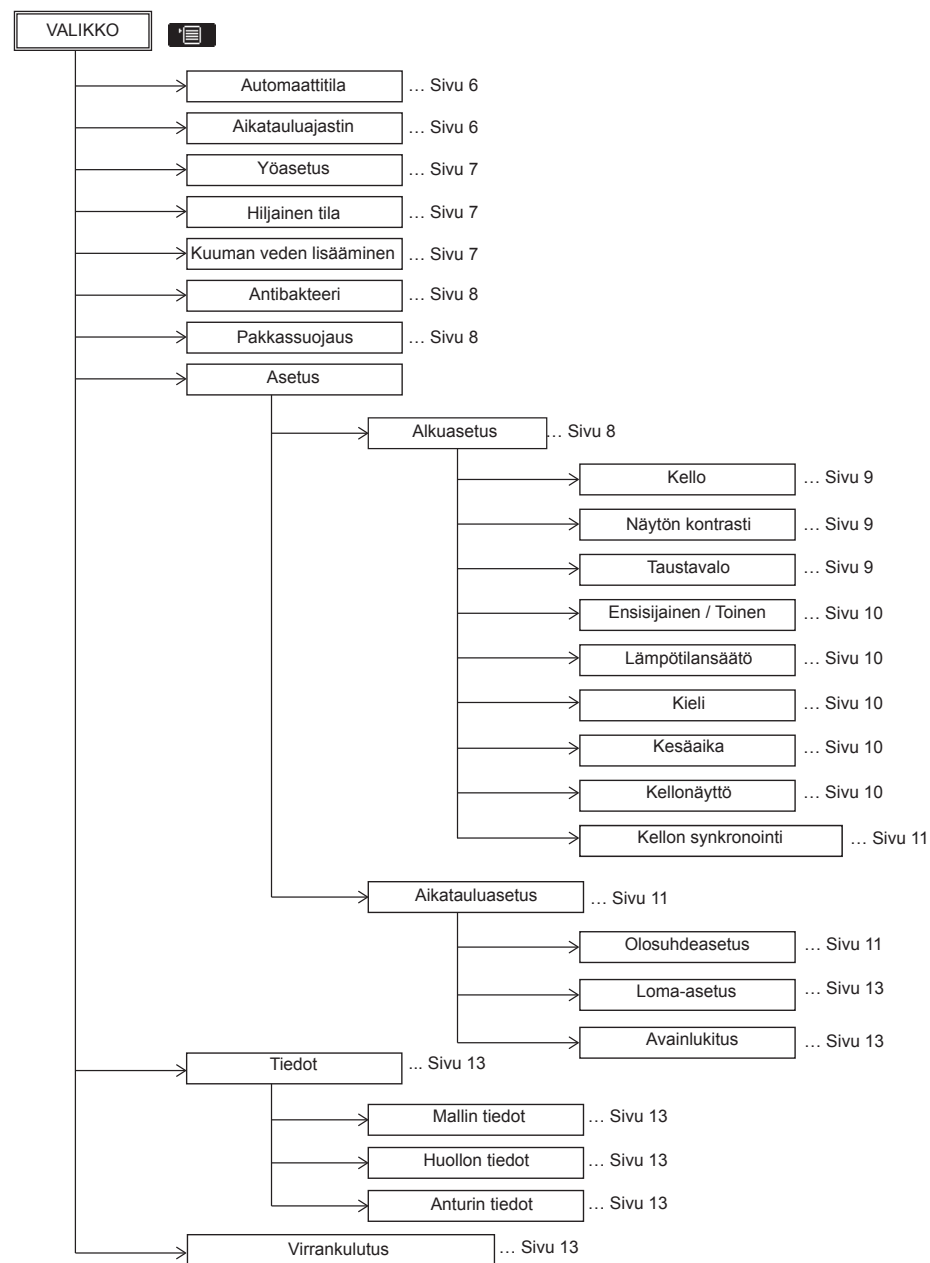 VALIKKO
Automaattitila … Sivu 6
Aikatauluajastin … Sivu 6
Yöasetus … Sivu 7
Hiljainen tila … Sivu 7
Kuuman veden lisääminen … Sivu 7
Antibakteeri … Sivu 8
Pakkassuojaus … Sivu 8
Asetus
Alkuasetus … Sivu 8
Kello … Sivu 9
Näytön kontrasti … Sivu 9
Taustavalo … Sivu 9
Ensisijainen / Toinen … Sivu 10
Lämpötilansäätö … Sivu 10
Kieli … Sivu 10
Kesäaika … Sivu 10
Kellonäyttö … Sivu 10
Kellon synkronointi … Sivu 11
Aikatauluasetus … Sivu 11
Olosuhdeasetus … Sivu 11
Loma-asetus … Sivu 13
Avainlukitus … Sivu 13
Tiedot ... Sivu 13
Mallin tiedot … Sivu 13
Huollon tiedot … Sivu 13
Anturin tiedot … Sivu 13
Virrankulutus … Sivu 13